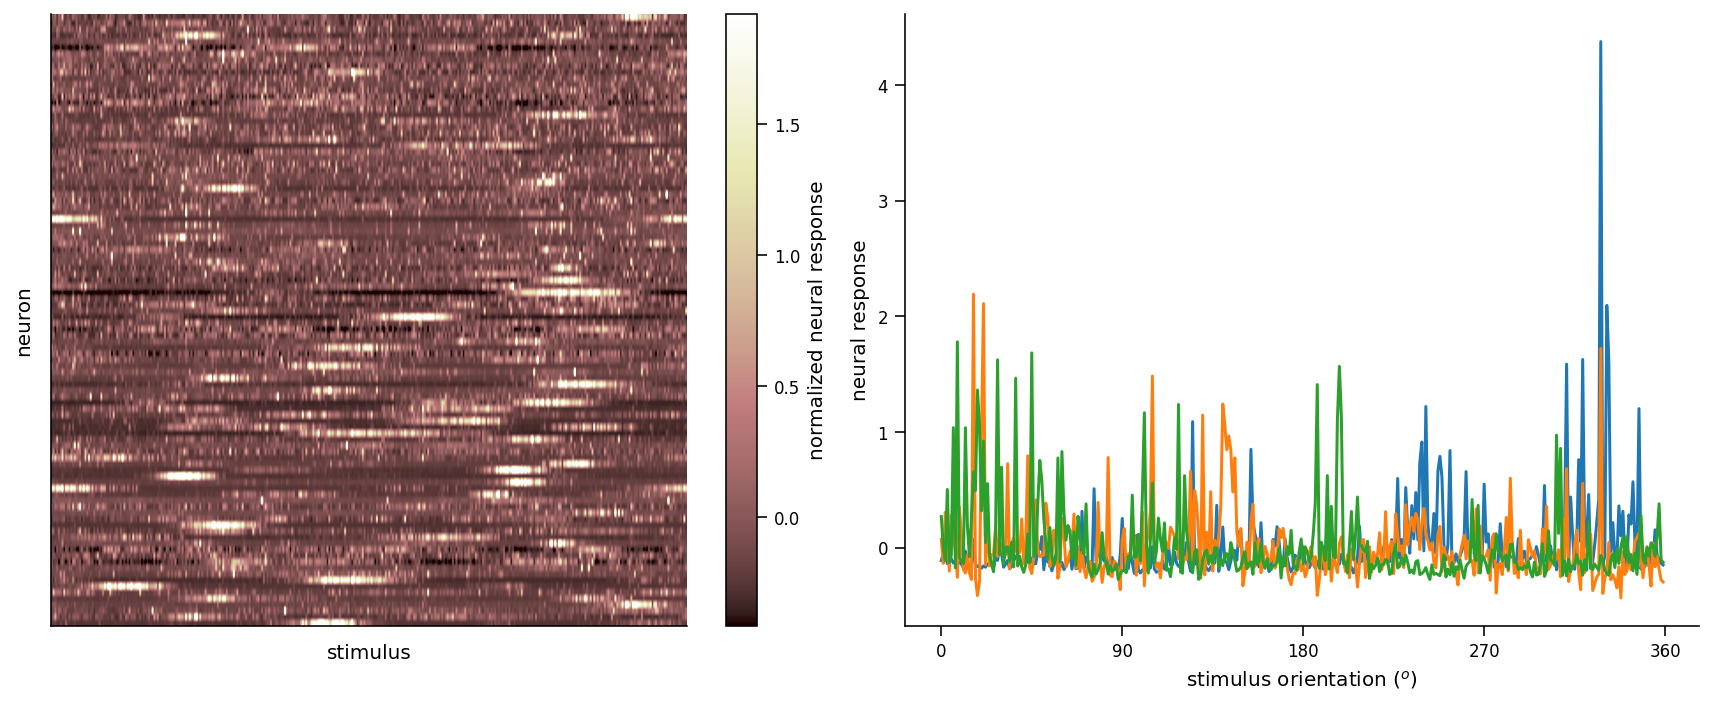 neuron
stimulus
1.5
1.0
0.5
0.0
normalized neural response
neural response
4
3
2
1
0
0 90 180 270 360
stimulus orientation (o)